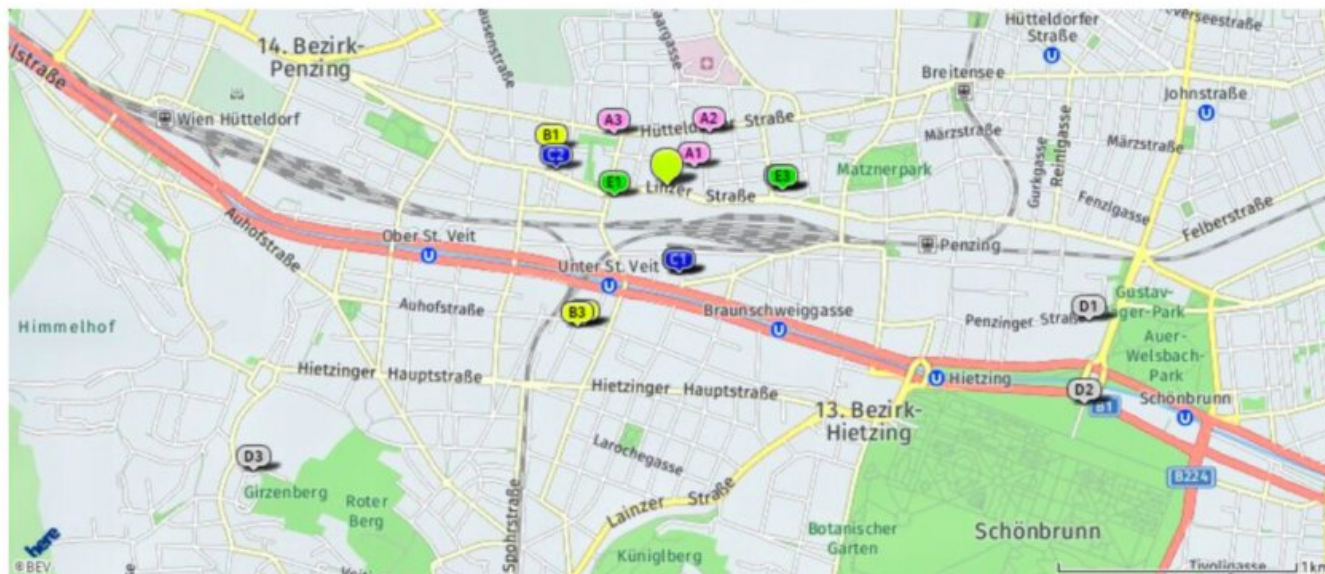 Hütteldorfer
Straße
14. Bezirk-
Penzing
Breitensee
Johnstraße
Wien Hütteldorf
A3
A2
Straße
B1
Märzstraße
Märzstraße
C2
A1
Matznerpark
Reinlgasse
Gurkgasse
E1
E3
Linzer Straße
Fenzlgasse
Felberstraße
Auhofstraße
Ober St. Veit
Penzing
Unter St. Veit
C1
Auhofstraße
B3
Braunschweiggasse
D1
Gustav-
Penzinger
Himmelhof
Auer-
Welsbach-
Park
Hietzinger Hauptstraße
Hietzinger Hauptstraße
Hietzing
D2
B1
Schönbrunn
13. Bezirk-
Hietzing
Larochegasse
D3
Girzenberg
Roter
Berg
Spohrstraße
Lainzer Straße
B224
Botanischer
Garten
Schönbrunn
Küniglberg
here
©BEV
Tivoligasse
1 km